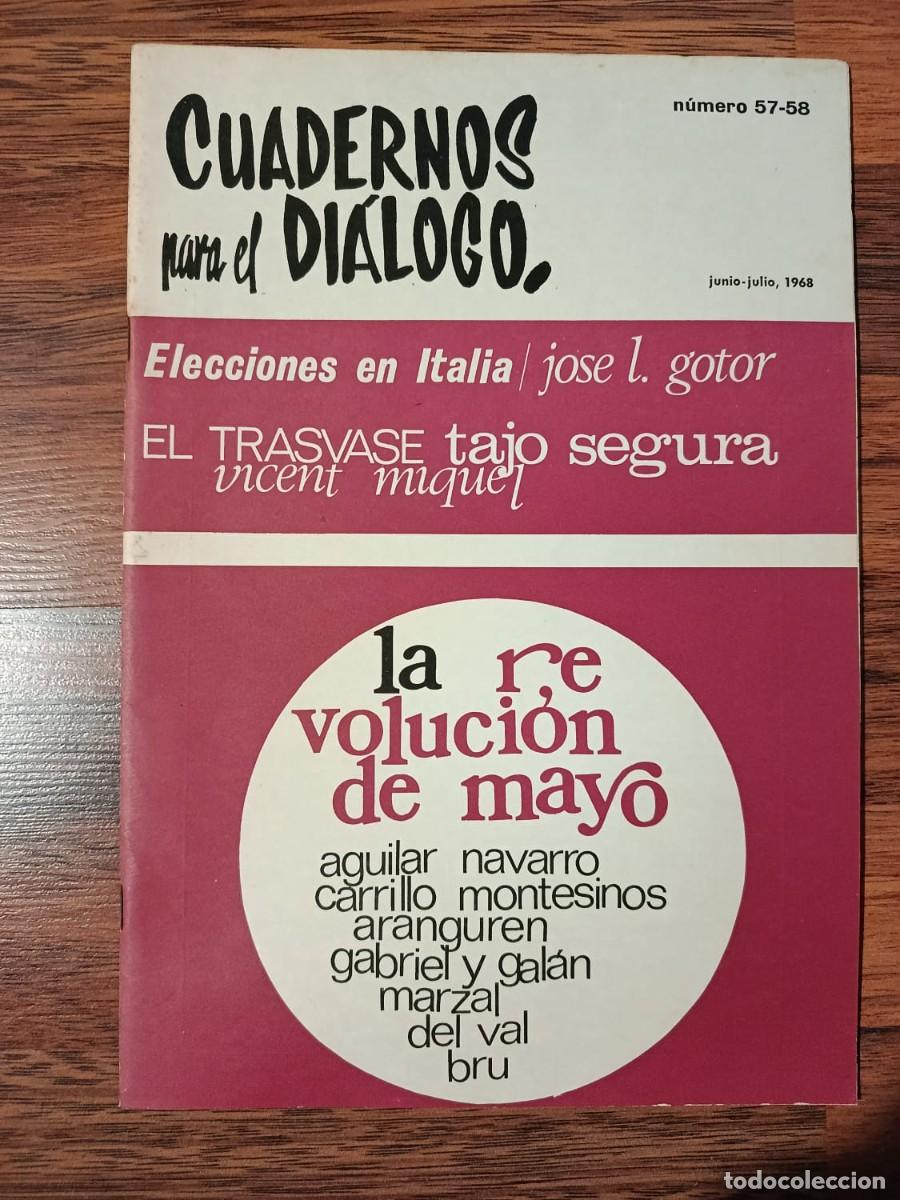 número 57-58
CUADERNOS
para el DIÁLOGO.
junio-julio, 1968
Elecciones en Italia / jose l. gotor
EL TRASVASE tajo segura
vicent miquel
la re
volución
de mayo
aguilar navarro
carrillo montesinos
aranguren
gabriel y galán
marzal
del val
bru
todocoleccion